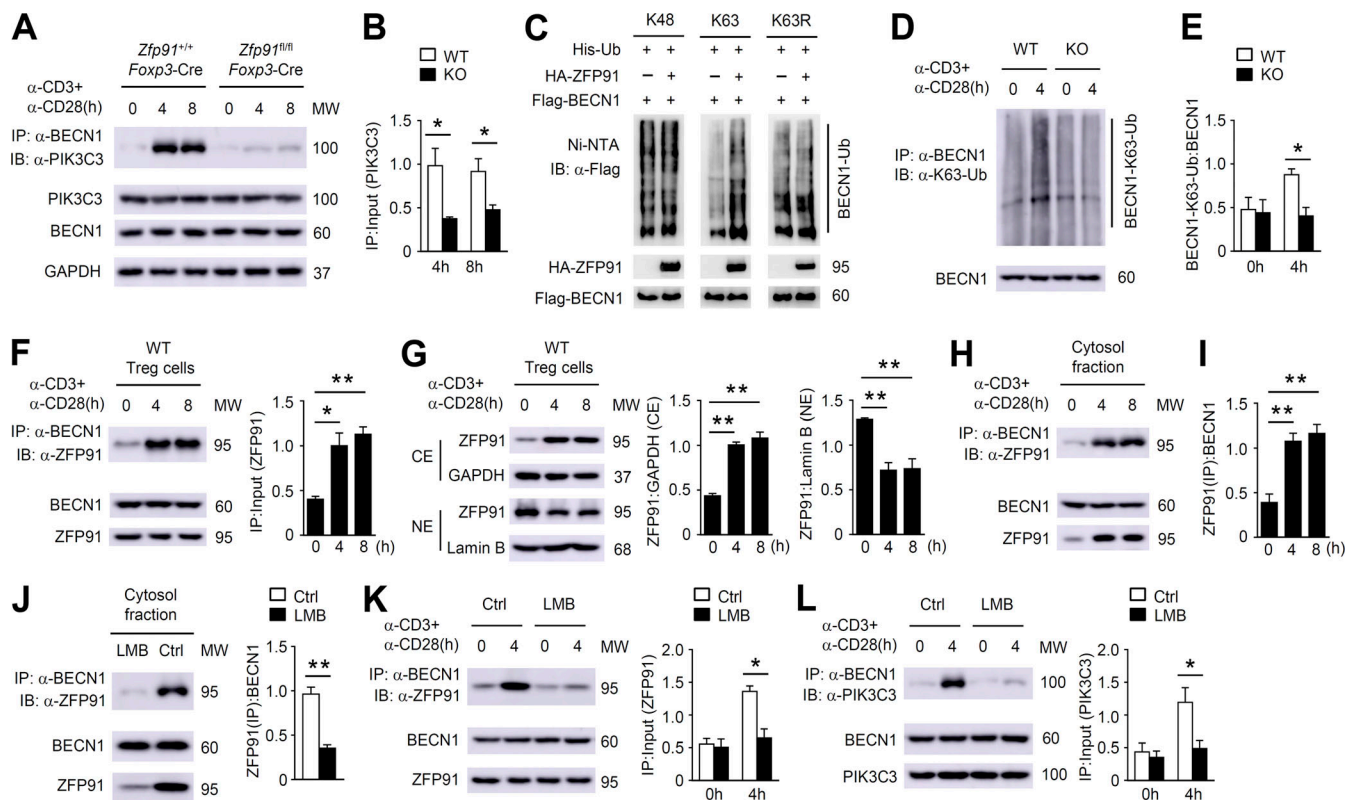 A
Zfp91+/+ Zfp91fl/fl
Foxp3-Cre Foxp3-Cre
α-CD3+
α-CD28(h) 0 4 8 0 4 8 MW
IP: α-BECN1
IB: α-PIK3C3 100
PIK3C3 100
BECN1 60
GAPDH 37
B
WT
KO
IP:Input (PIK3C3)
1.5
1.0
0.5
0
* *
4h 8h
C
K48 K63 K63R
His-Ub + + + + + +
HA-ZFP91 − + − + − +
Flag-BECN1 + + + + + +
Ni-NTA
IB: α-Flag
BECN1-Ub
HA-ZFP91 95
Flag-BECN1 60
D
WT KO
α-CD3+
α-CD28(h) 0 4 0 4
IP: α-BECN1
IB: α-K63-Ub
BECN1-K63-Ub
BECN1 60
E
WT
KO
BECN1-K63-Ub:BECN1
1.5
1.0
0.5
0
*
0h 4h
F
WT
Treg cells
α-CD3+
α-CD28(h) 0 4 8 MW
IP: α-BECN1
IB: α-ZFP91 95
BECN1 60
ZFP91 95
IP:Input (ZFP91)
1.5
1.0
0.5
0
**
*
0 4 8 (h)
G
WT
Treg cells
α-CD3+
α-CD28(h) 0 4 8 MW
CE
ZFP91 95
GAPDH 37
NE
ZFP91 95
Lamin B 68
ZFP91:GAPDH (CE)
1.5
1.0
0.5
0
**
**
0 4 8 (h)
ZFP91:Lamin B (NE)
1.5
1.0
0.5
0
**
**
0 4 8 (h)
H
Cytosol
fraction
α-CD3+
α-CD28(h) 0 4 8 MW
IP: α-BECN1
IB: α-ZFP91 95
BECN1 60
ZFP91 95
I
ZFP91(IP):BECN1
1.5
1.0
0.5
0
**
**
0 4 8 (h)
J
Cytosol
fraction
LMB Ctrl MW
IP: α-BECN1
IB: α-ZFP91 95
BECN1 60
ZFP91 95
Ctrl
LMB
ZFP91(IP):BECN1
1.5
1.0
0.5
0
**
K
Ctrl LMB
α-CD3+
α-CD28(h) 0 4 0 4 MW
IP: α-BECN1
IB: α-ZFP91 95
BECN1 60
ZFP91 95
Ctrl
LMB
IP:Input (ZFP91)
2.0
1.5
1.0
0.5
0
*
0h 4h
L
Ctrl LMB
α-CD3+
α-CD28(h) 0 4 0 4 MW
IP: α-BECN1
IB: α-PIK3C3 100
BECN1 60
PIK3C3 100
Ctrl
LMB
IP:Input (PIK3C3)
2.0
1.5
1.0
0.5
0
*
0h 4h